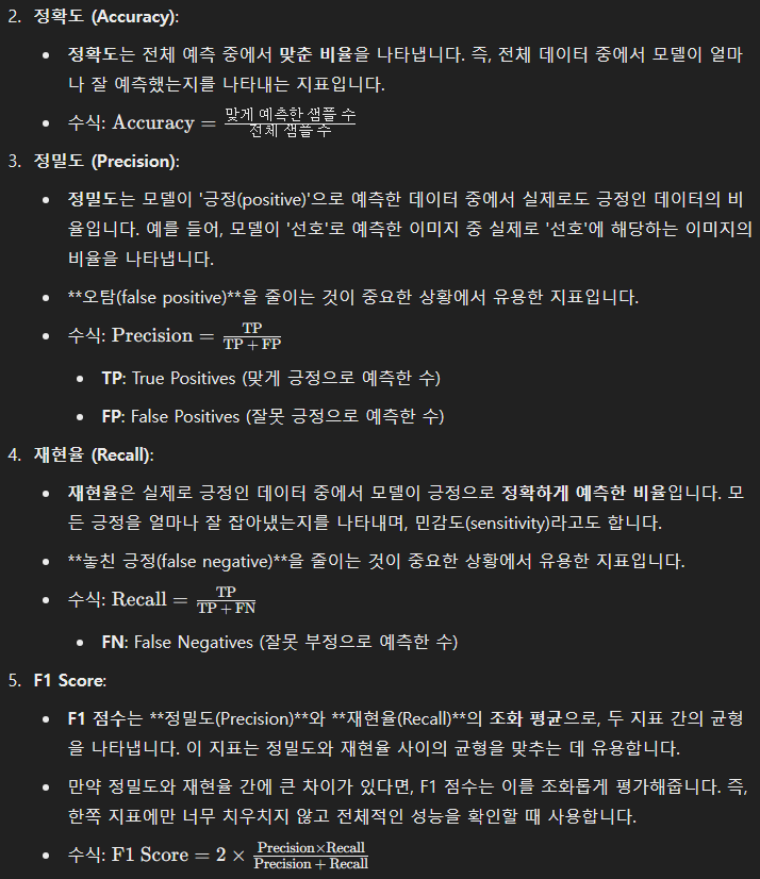 2. 정확도 (Accuracy):
• 정확도는 전체 예측 중에서 맞춘 비율을 나타냅니다. 즉, 전체 데이터 중에서 모델이 얼마
나 잘 예측했는지를 나타내는 지표입니다.
• 수식: Accuracy = 맞게 예측한 샘플 수 / 전체 샘플 수
3. 정밀도 (Precision):
• 정밀도는 모델이 '긍정(positive)'으로 예측한 데이터 중에서 실제로도 긍정인 데이터의 비
율입니다. 예를 들어, 모델이 '선호'로 예측한 이미지 중 실제로 '선호'에 해당하는 이미지의
비율을 나타냅니다.
• **오탐(false positive)**을 줄이는 것이 중요한 상황에서 유용한 지표입니다.
• 수식: Precision = TP / TP + FP
• TP: True Positives (맞게 긍정으로 예측한 수)
• FP: False Positives (잘못 긍정으로 예측한 수)
4. 재현율 (Recall):
• 재현율은 실제로 긍정인 데이터 중에서 모델이 긍정으로 정확하게 예측한 비율입니다. 모
든 긍정을 얼마나 잘 잡아냈는지를 나타내며, 민감도(sensitivity)라고도 합니다.
• **놓친 긍정(false negative)**을 줄이는 것이 중요한 상황에서 유용한 지표입니다.
• 수식: Recall = TP / TP + FN
• FN: False Negatives (잘못 부정으로 예측한 수)
5. F1 Score:
• F1 점수는 **정밀도(Precision)**와 **재현율(Recall)**의 조화 평균으로, 두 지표 간의 균형
을 나타냅니다. 이 지표는 정밀도와 재현율 사이의 균형을 맞추는 데 유용합니다.
• 만약 정밀도와 재현율 간에 큰 차이가 있다면, F1 점수는 이를 조화롭게 평가해줍니다. 즉,
한쪽 지표에만 너무 치우치지 않고 전체적인 성능을 확인할 때 사용합니다.
• 수식: F1 Score = 2 × Precision×Recall / Precision + Recall